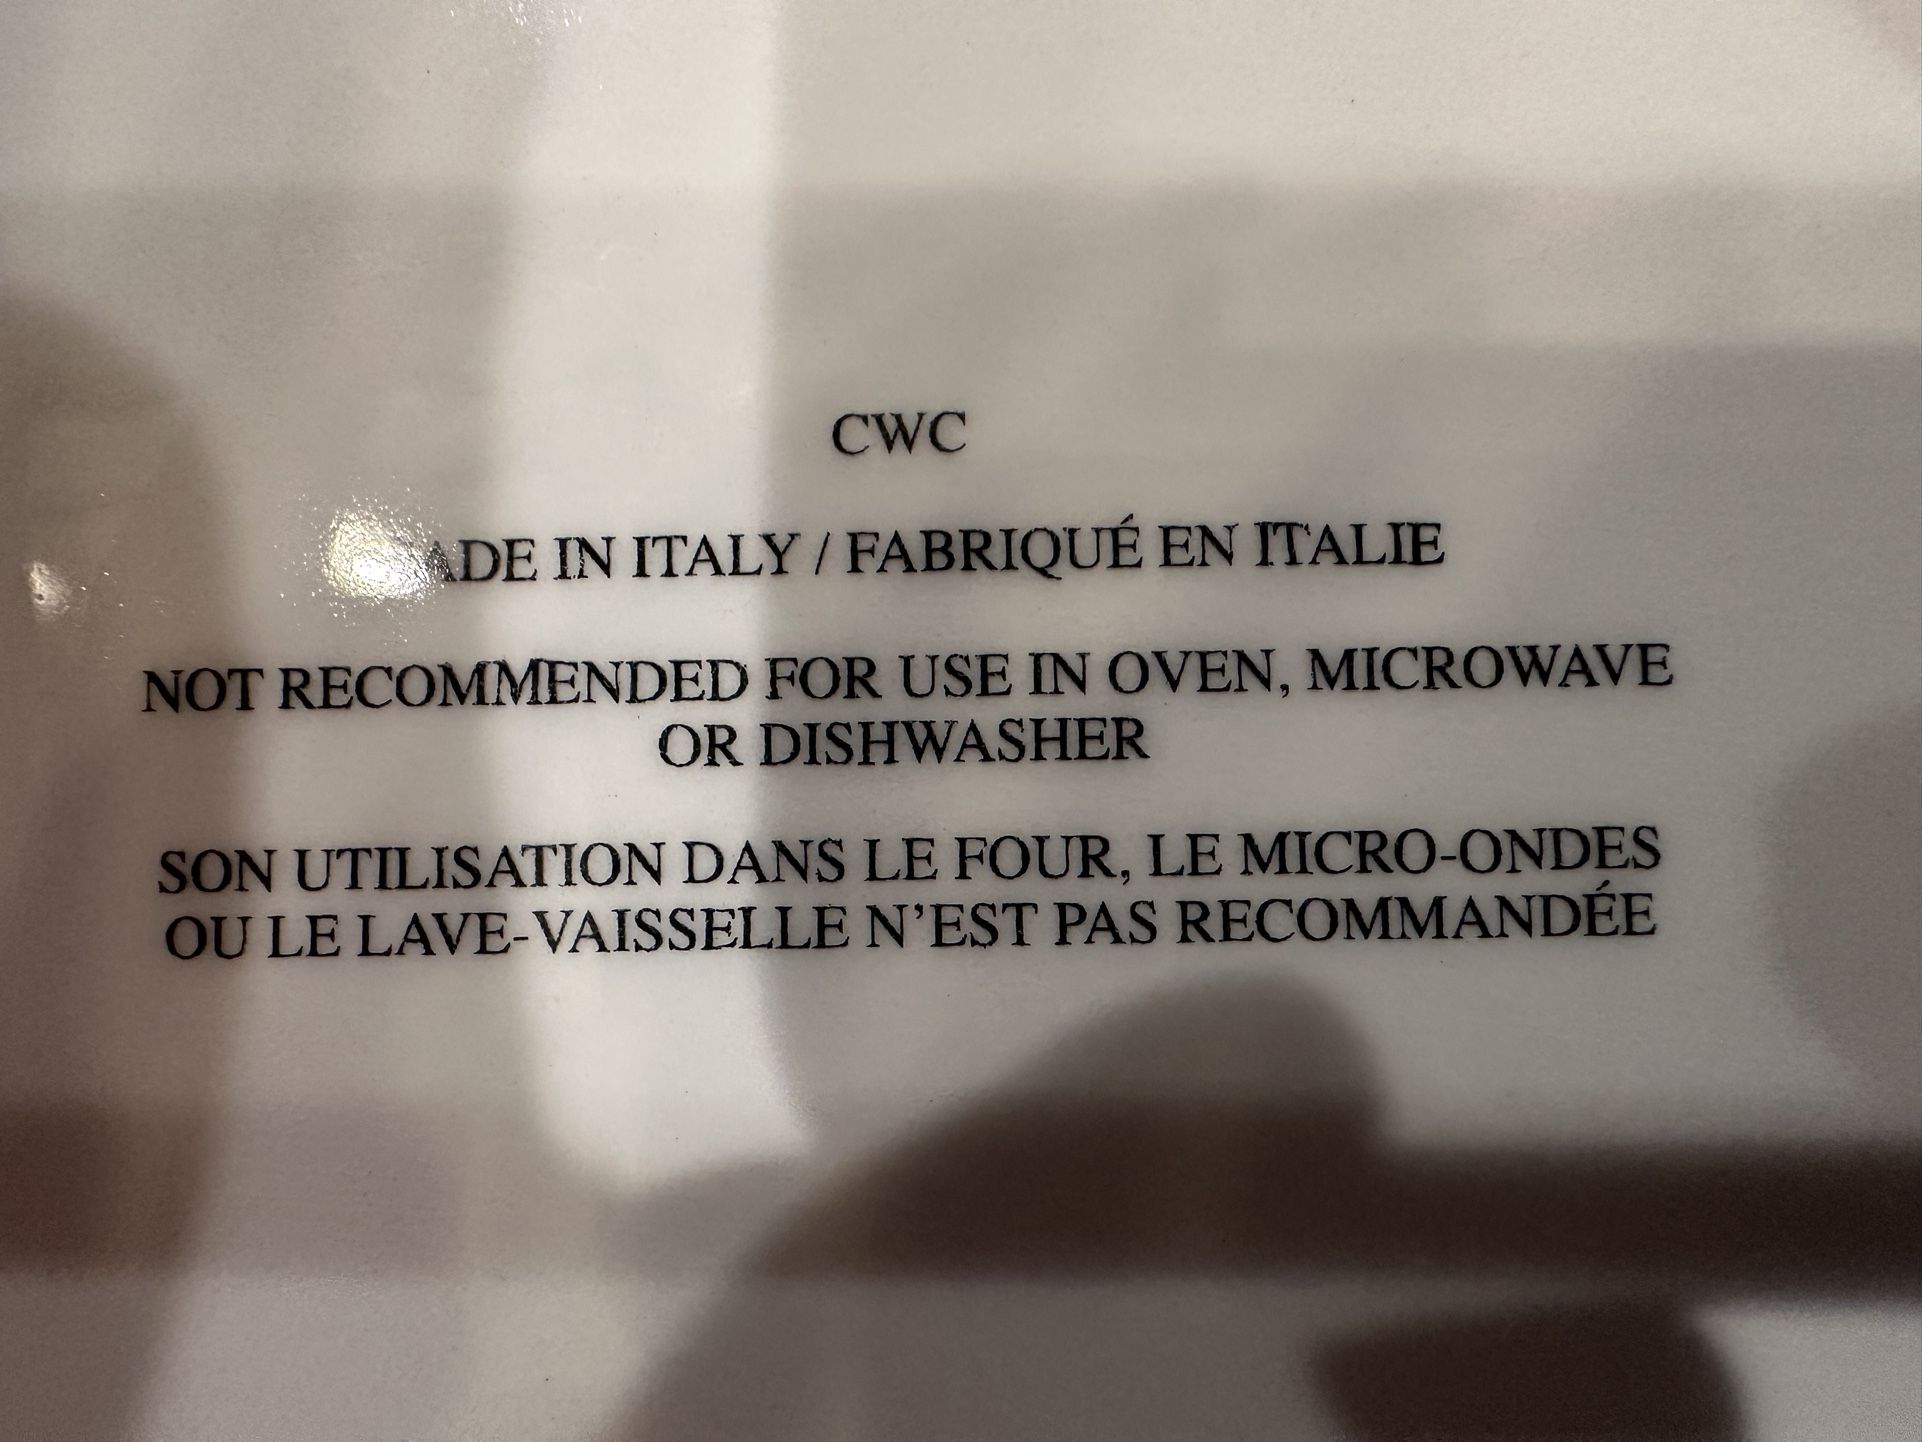 CWC
MADE IN ITALY / FABRIQUÉ EN ITALIE
NOT RECOMMENDED FOR USE IN OVEN, MICROWAVE
OR DISHWASHER
SON UTILISATION DANS LE FOUR, LE MICRO-ONDES
OU LE LAVE-VAISSELLE N'EST PAS RECOMMANDÉE